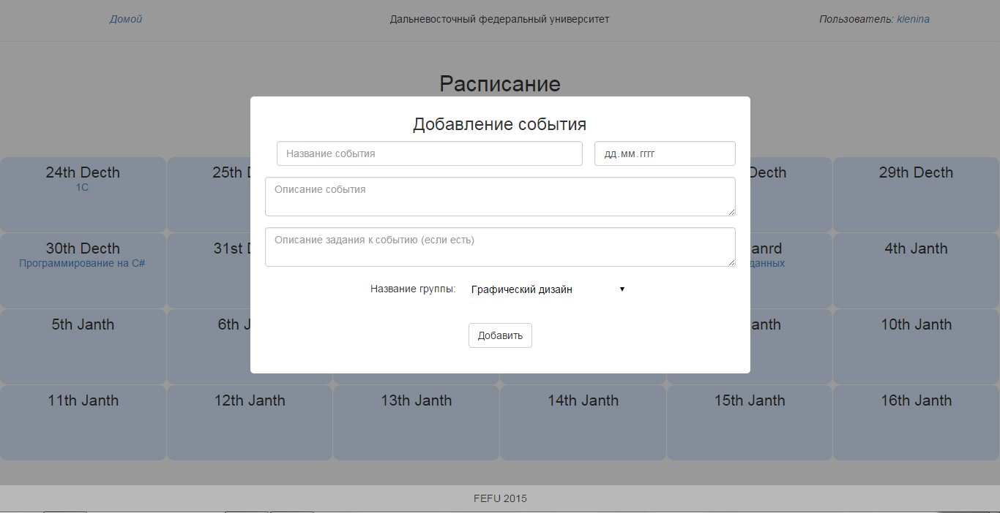 Домой Дальневосточный федеральный университет Пользователь: klenina
Расписание
Добавление события
Название события дд.мм.гггг
Описание события
Описание задания к событию (если есть)
Название группы: Графический дизайн
Добавить
24th Decth 25th Decth 29th Decth
1C
30th Decth 31st anrd 4th Janth
Программирование на C# данных
5th Janth 6th anth 10th Janth
11th Janth 12th Janth 13th Janth 14th Janth 15th Janth 16th Janth
FEFU 2015